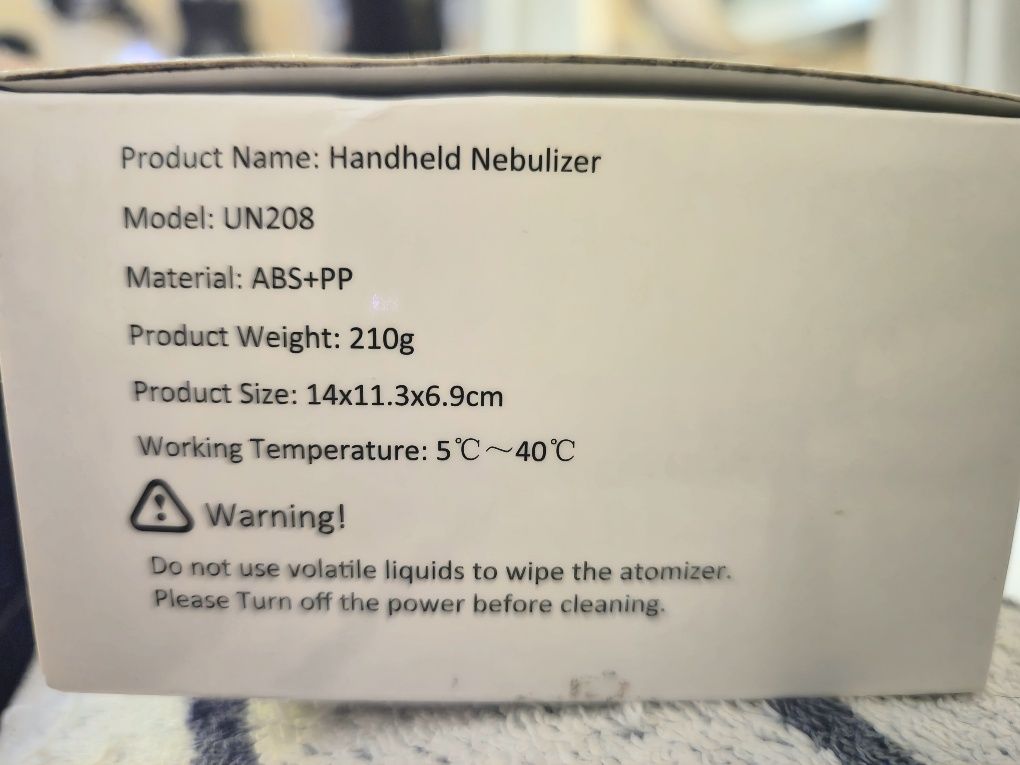 Product Name: Handheld Nebulizer
Model: UN208
Material: ABS+PP
Product Weight: 210g
Product Size: 14x11.3x6.9cm
Working Temperature: 5℃～40℃
Warning!
Do not use volatile liquids to wipe the atomizer.
Please Turn off the power before cleaning.